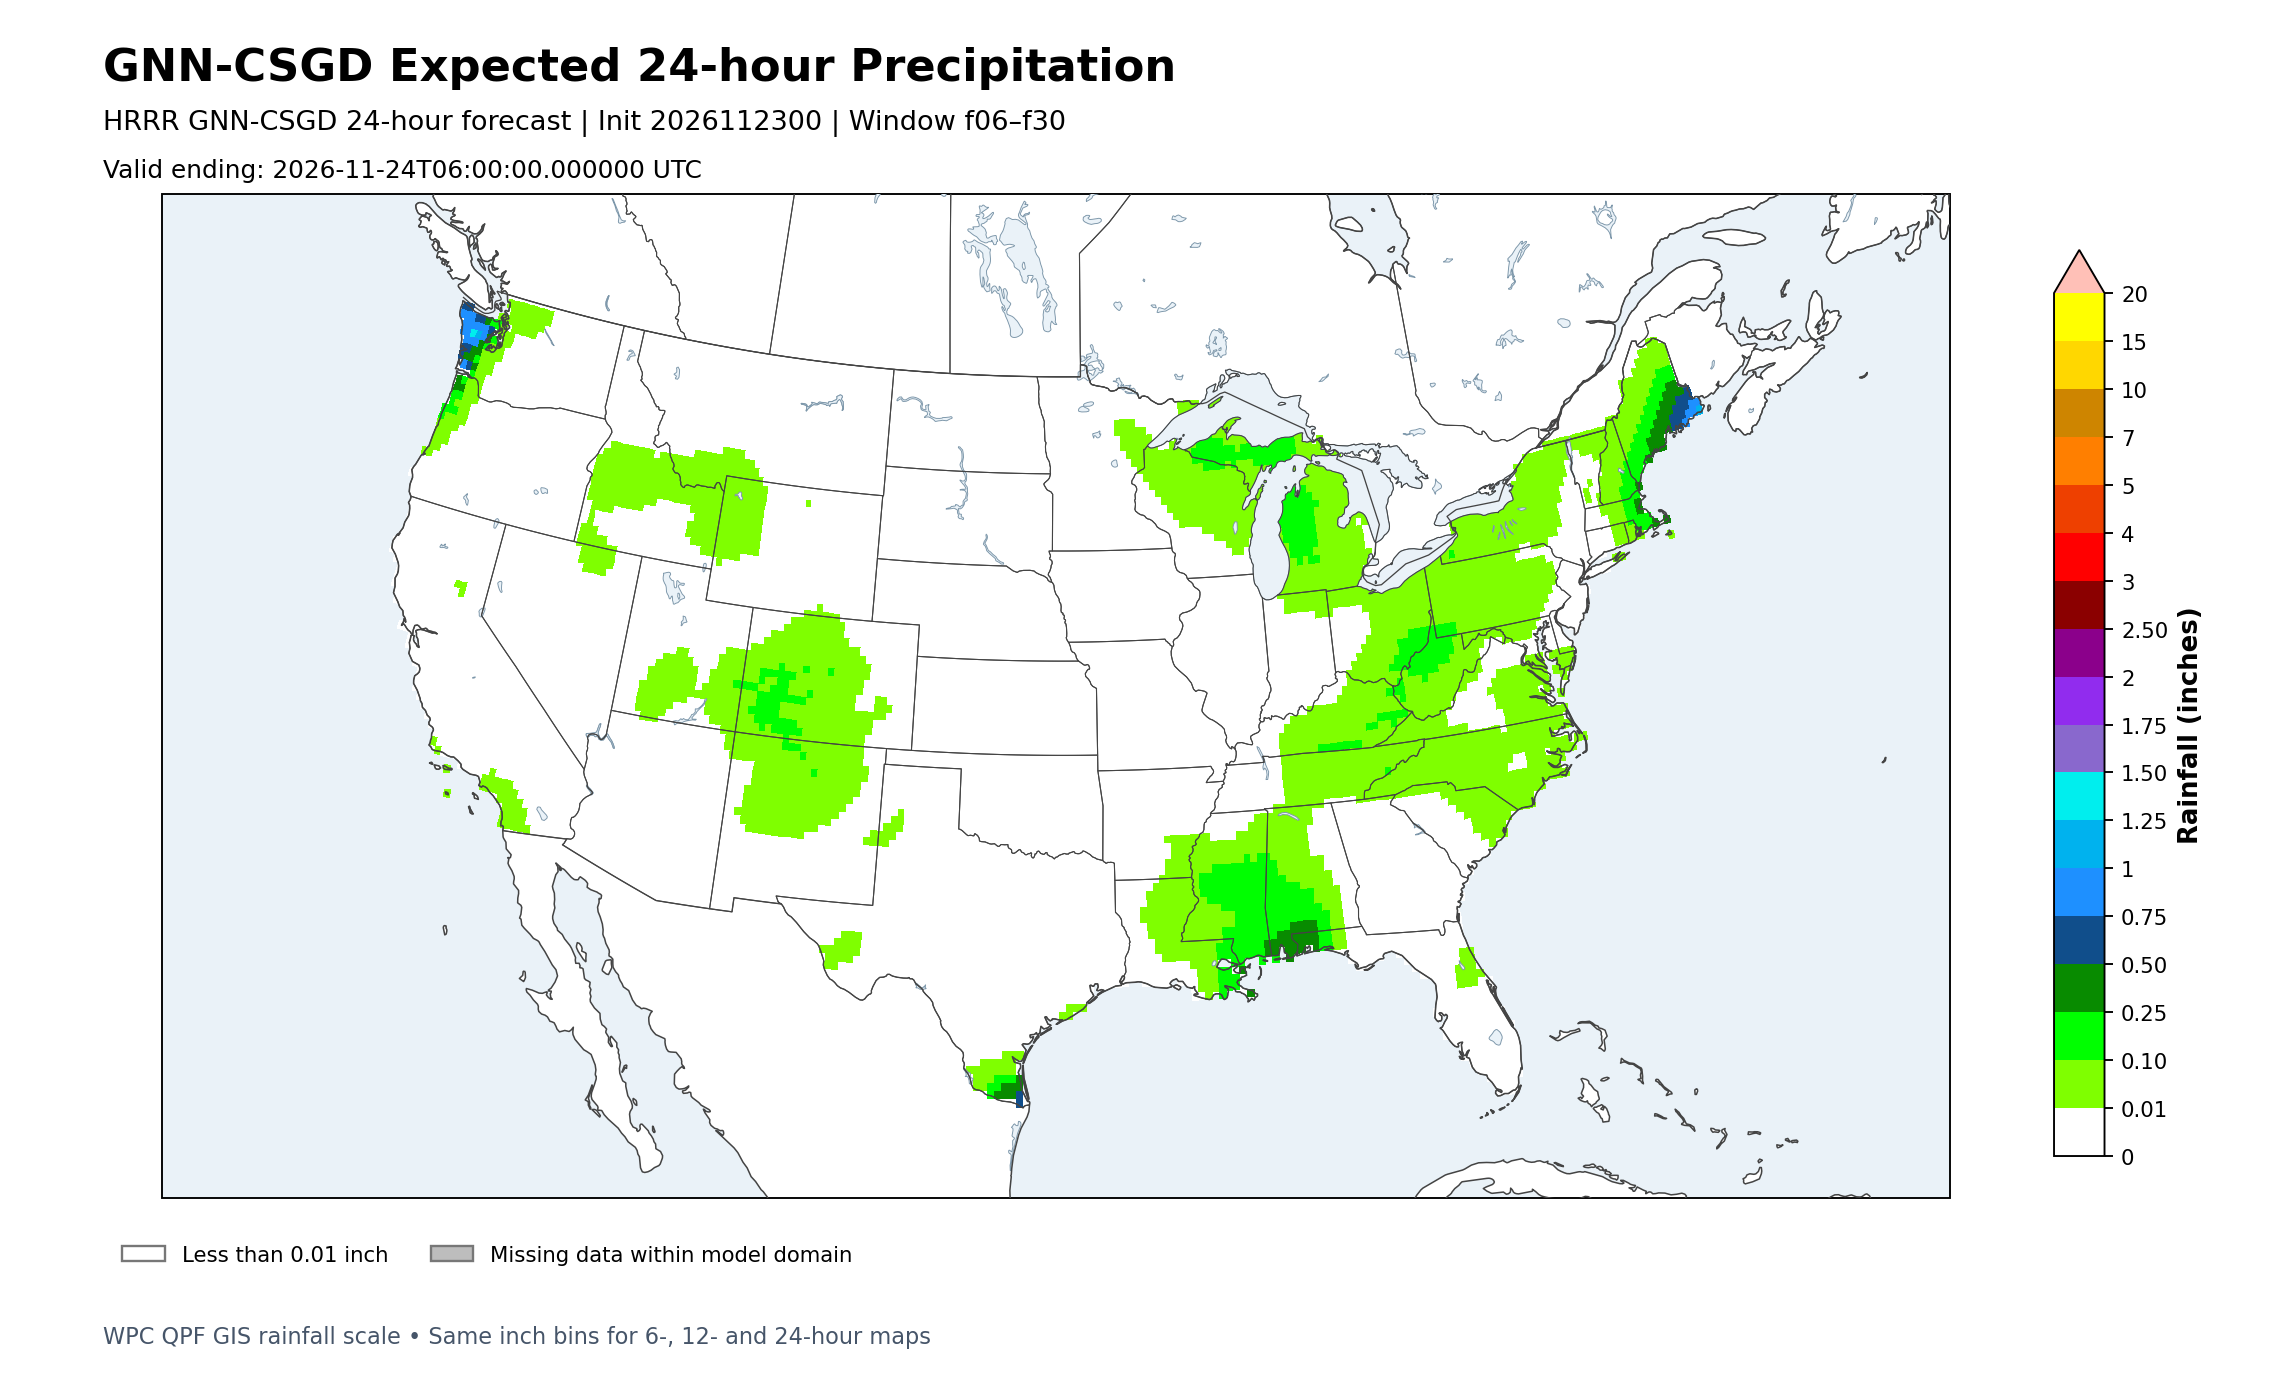 GNN-CSGD Expected 24-hour Precipitation
HRRR GNN-CSGD 24-hour forecast | Init 2026112300 | Window f06–f30
Valid ending: 2026-11-24T06:00:00.000000 UTC
20
15
10
7
5
4
3
2.50
2
1.75
1.50
1.25
1
0.75
0.50
0.25
0.10
0.01
0
Rainfall (inches)
Less than 0.01 inch
Missing data within model domain
WPC QPF GIS rainfall scale • Same inch bins for 6-, 12- and 24-hour maps